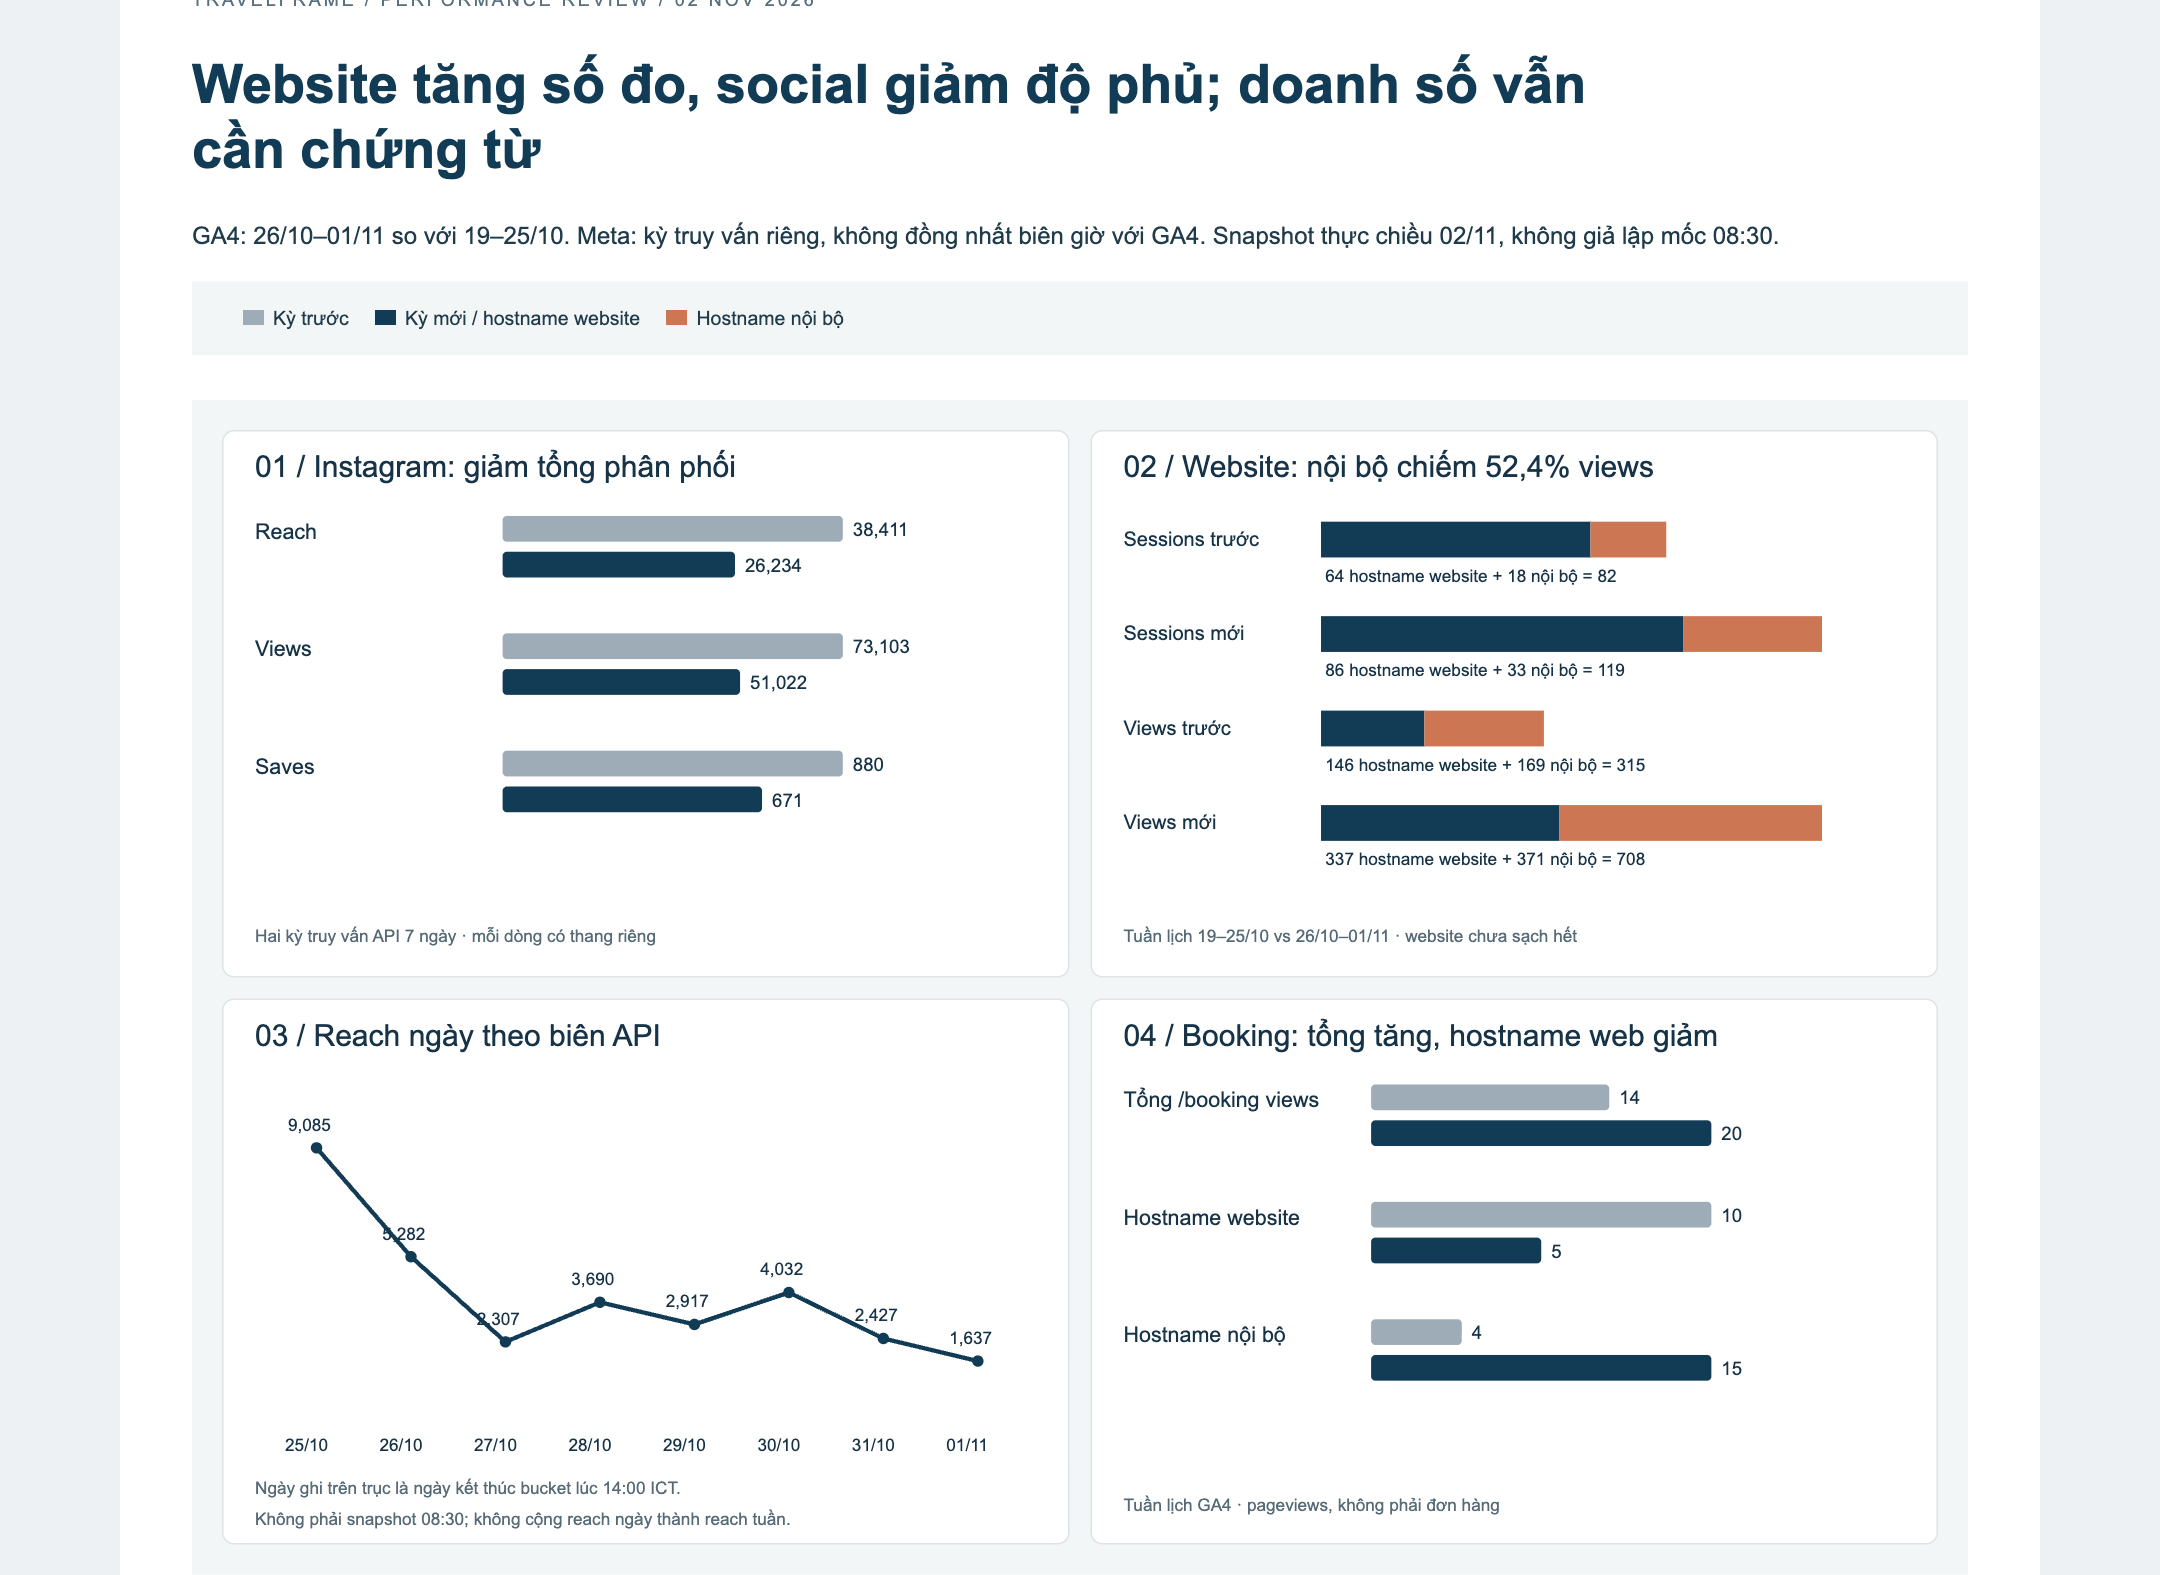 TRAVELFRAME / PERFORMANCE REVIEW / 02 NOV 2026
Website tăng số đo, social giảm độ phủ; doanh số vẫn
cần chứng từ
GA4: 26/10–01/11 so với 19–25/10. Meta: kỳ truy vấn riêng, không đồng nhất biên giờ với GA4. Snapshot thực chiều 02/11, không giả lập mốc 08:30.
Kỳ trước
Kỳ mới / hostname website
Hostname nội bộ
01 / Instagram: giảm tổng phân phối
Reach
38,411
26,234
Views
73,103
51,022
Saves
880
671
Hai kỳ truy vấn API 7 ngày · mỗi dòng có thang riêng
02 / Website: nội bộ chiếm 52,4% views
Sessions trước
64 hostname website + 18 nội bộ = 82
Sessions mới
86 hostname website + 33 nội bộ = 119
Views trước
146 hostname website + 169 nội bộ = 315
Views mới
337 hostname website + 371 nội bộ = 708
Tuần lịch 19–25/10 vs 26/10–01/11 · website chưa sạch hết
03 / Reach ngày theo biên API
9,085
5,282
2,307
3,690
2,917
4,032
2,427
1,637
25/10
26/10
27/10
28/10
29/10
30/10
31/10
01/11
Ngày ghi trên trục là ngày kết thúc bucket lúc 14:00 ICT.
Không phải snapshot 08:30; không cộng reach ngày thành reach tuần.
04 / Booking: tổng tăng, hostname web giảm
Tổng /booking views
14
20
Hostname website
10
5
Hostname nội bộ
4
15
Tuần lịch GA4 · pageviews, không phải đơn hàng